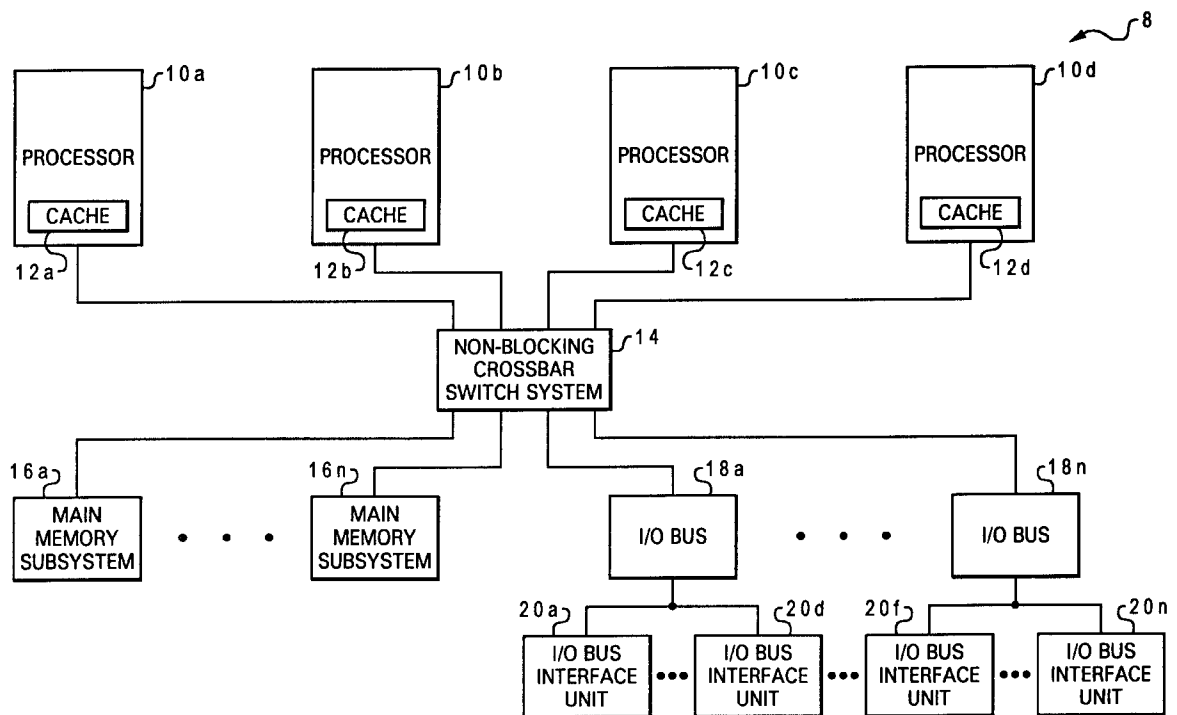 8
10a
10b
10c
10d
PROCESSOR
PROCESSOR
PROCESSOR
PROCESSOR
CACHE
CACHE
CACHE
CACHE
12a
12b
12c
12d
NON-BLOCKING
CROSSBAR
SWITCH SYSTEM
14
16a
16n
18a
18n
MAIN
MEMORY
SUBSYSTEM
MAIN
MEMORY
SUBSYSTEM
I/O BUS
I/O BUS
20a
20d
20f
20n
I/O BUS
INTERFACE
UNIT
I/O BUS
INTERFACE
UNIT
I/O BUS
INTERFACE
UNIT
I/O BUS
INTERFACE
UNIT